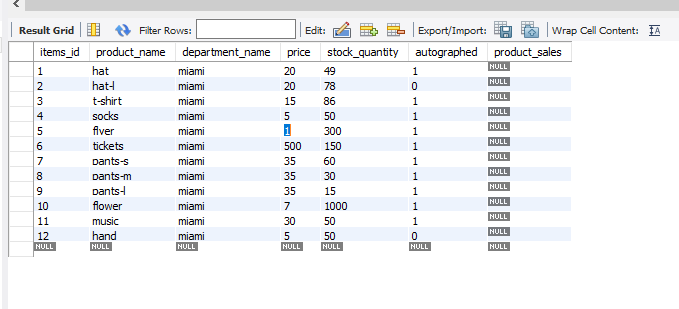 Result Grid Filter Rows: Edit: Export/Import: Wrap Cell Content: IA
items_id product_name department_name price stock_quantity autographed product_sales
1 hat miami 20 49 1 NULL
2 hat-l miami 20 78 0 NULL
3 t-shirt miami 15 86 1 NULL
4 socks miami 5 50 1 NULL
5 flyer miami 1 300 1 NULL
6 tickets miami 500 150 1 NULL
7 pants-s miami 35 60 1 NULL
8 pants-m miami 35 30 1 NULL
9 pants-l miami 35 15 1 NULL
10 flower miami 7 1000 1 NULL
11 music miami 30 50 1 NULL
12 hand miami 5 50 0 NULL
NULL NULL NULL NULL NULL NULL NULL